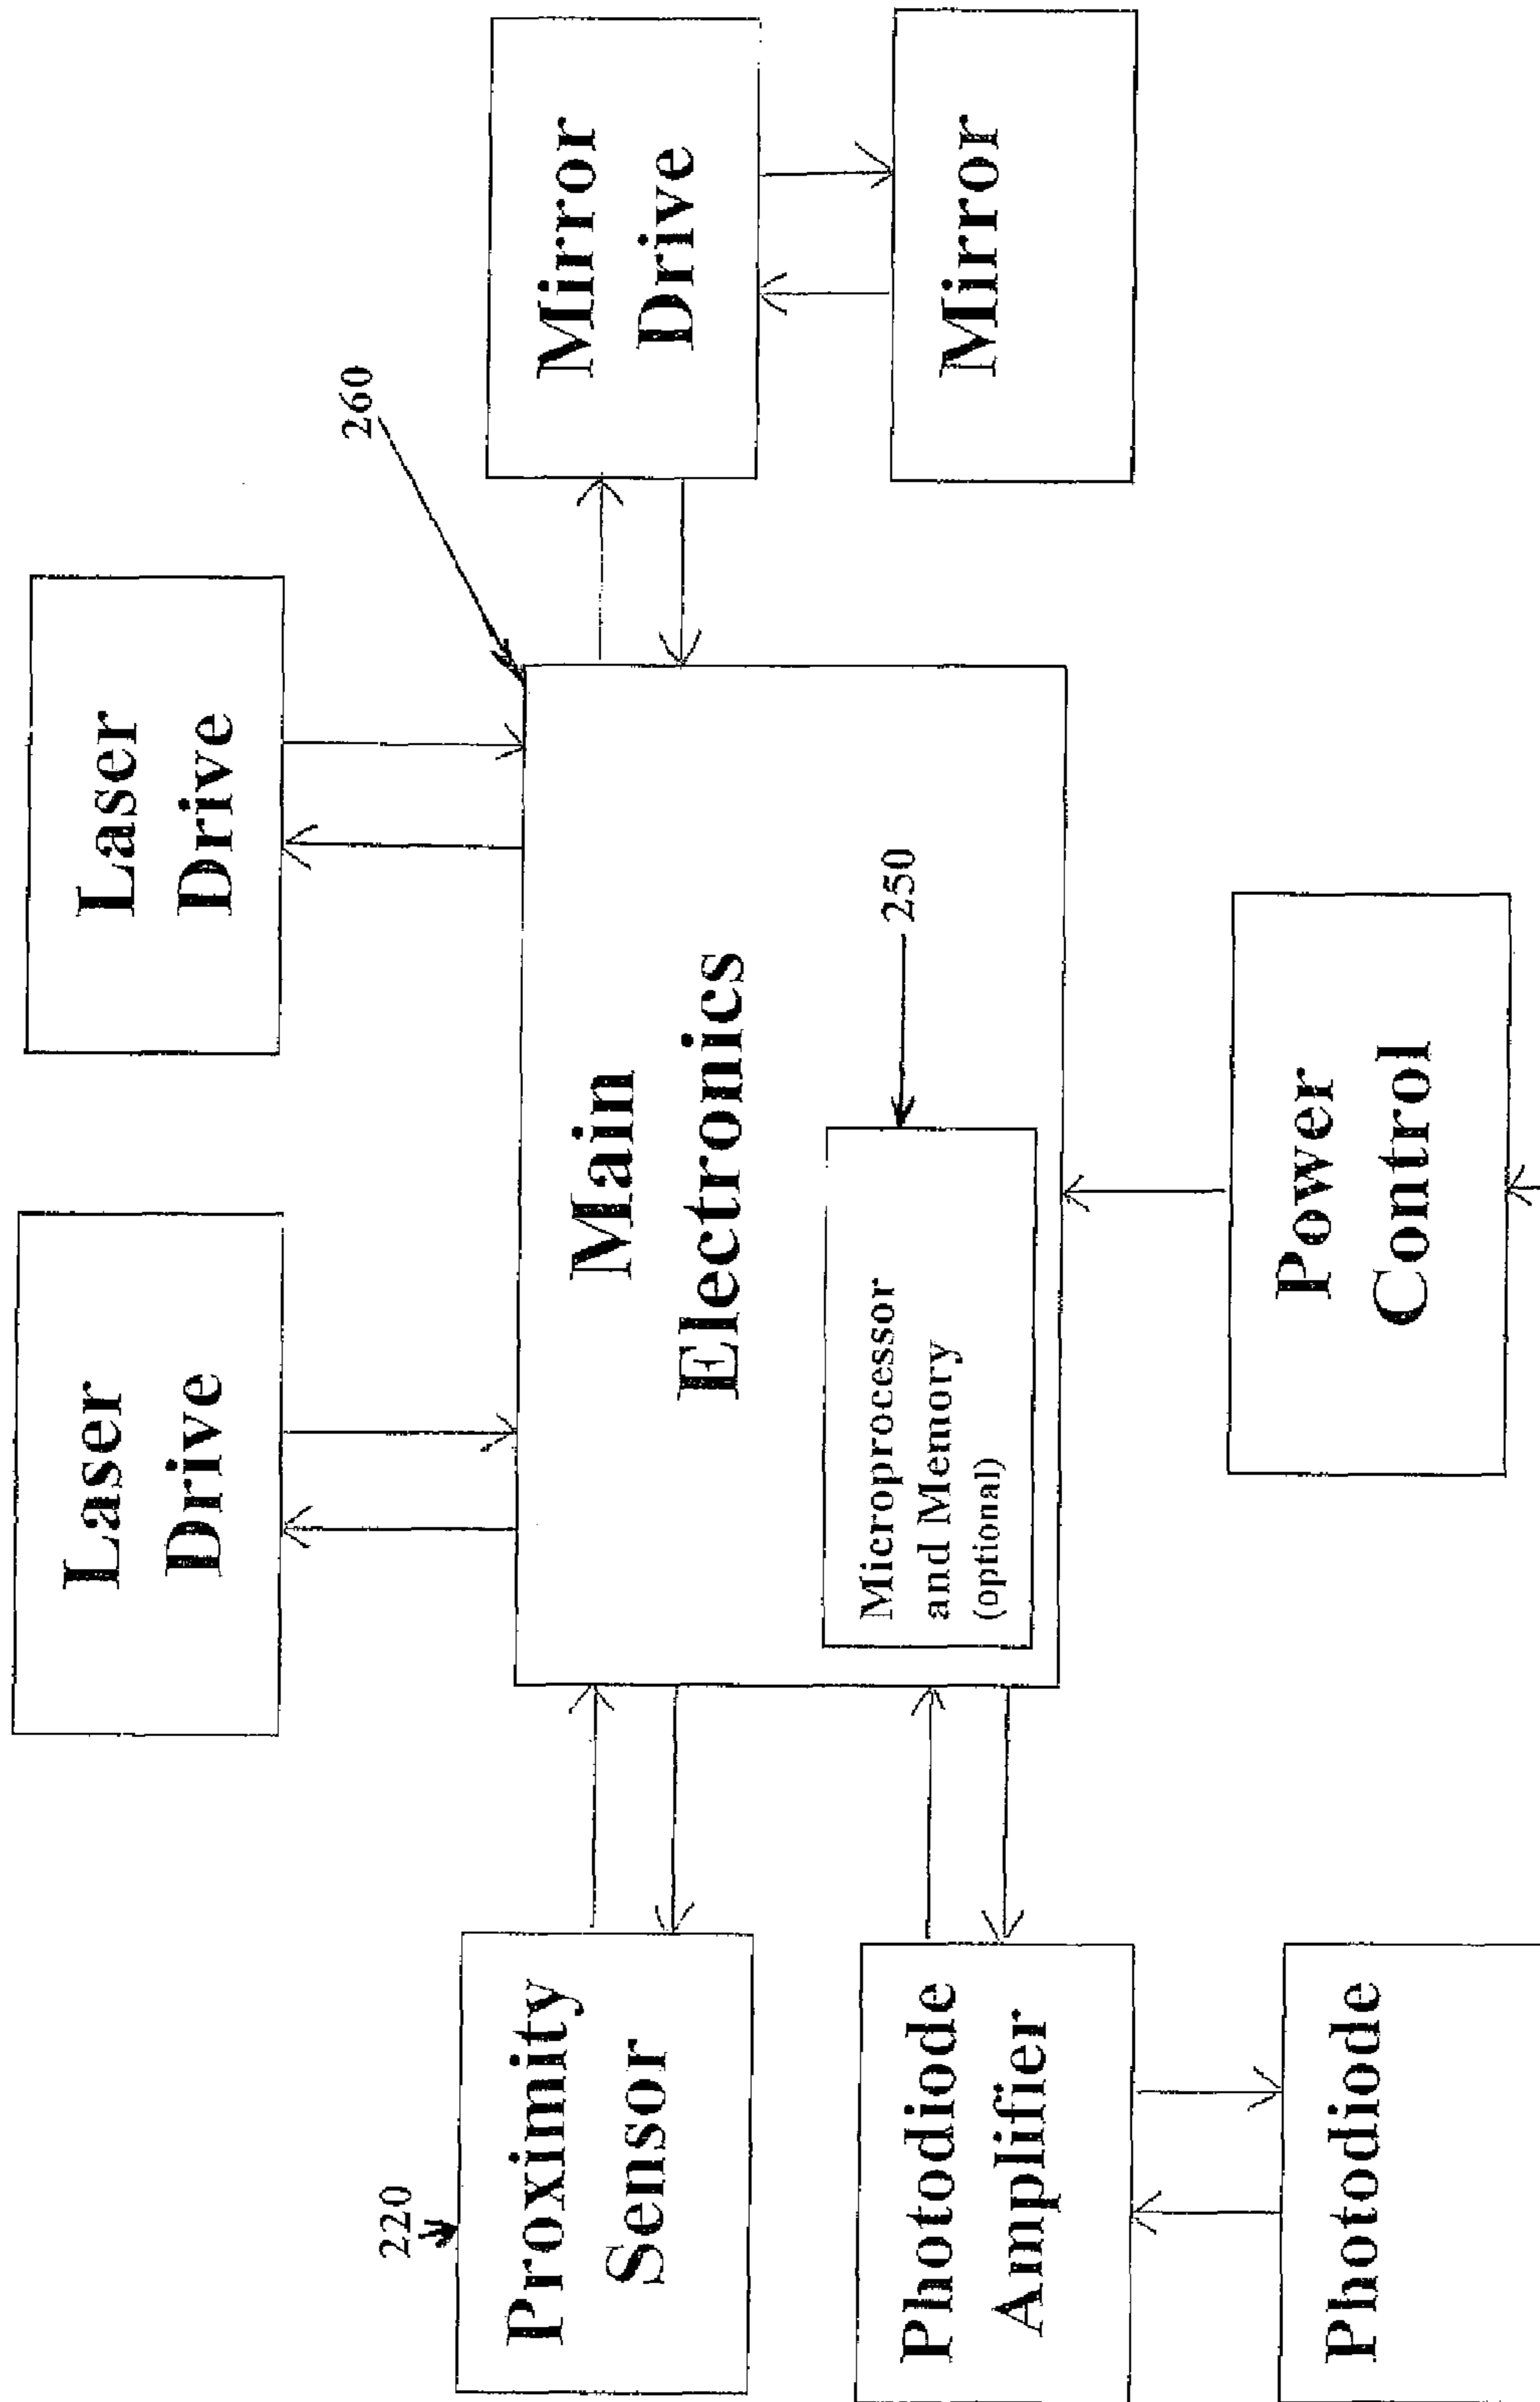 Laser
Drive
Laser
Drive
260
220
Proximity
Sensor
Main
Electronics
Mirror
Drive
250
Microprocessor
and Memory
(optional)
Photodiode
Amplifier
Mirror
Photodiode
Power
Control